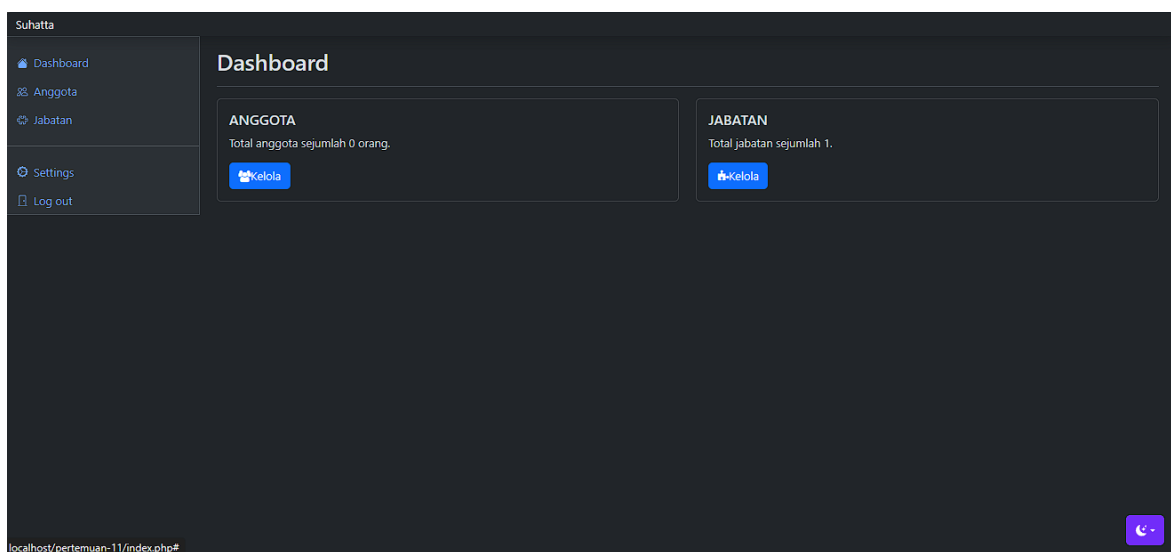 Suhatta
Dashboard
Anggota
Jabatan
Settings
Log out
Dashboard
ANGGOTA
Total anggota sejumlah 0 orang.
Kelola
JABATAN
Total jabatan sejumlah 1.
Kelola
localhost/pertemuan-11/index.php#